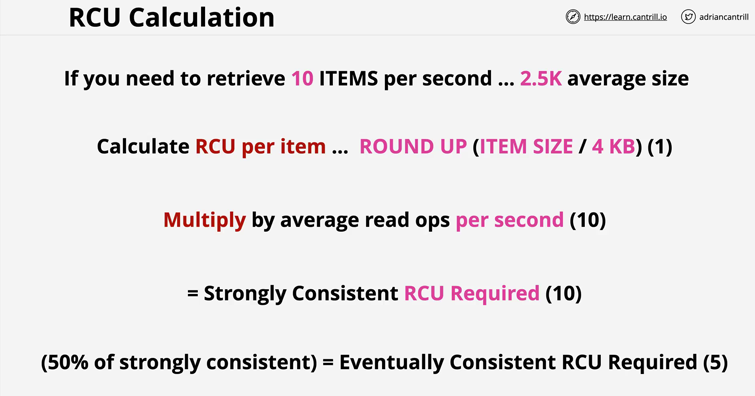 RCU Calculation
https://learn.cantrill.io
adriancantrill
If you need to retrieve 10 ITEMS per second ... 2.5K average size
Calculate RCU per item ... ROUND UP (ITEM SIZE / 4 KB) (1)
Multiply by average read ops per second (10)
= Strongly Consistent RCU Required (10)
(50% of strongly consistent) = Eventually Consistent RCU Required (5)